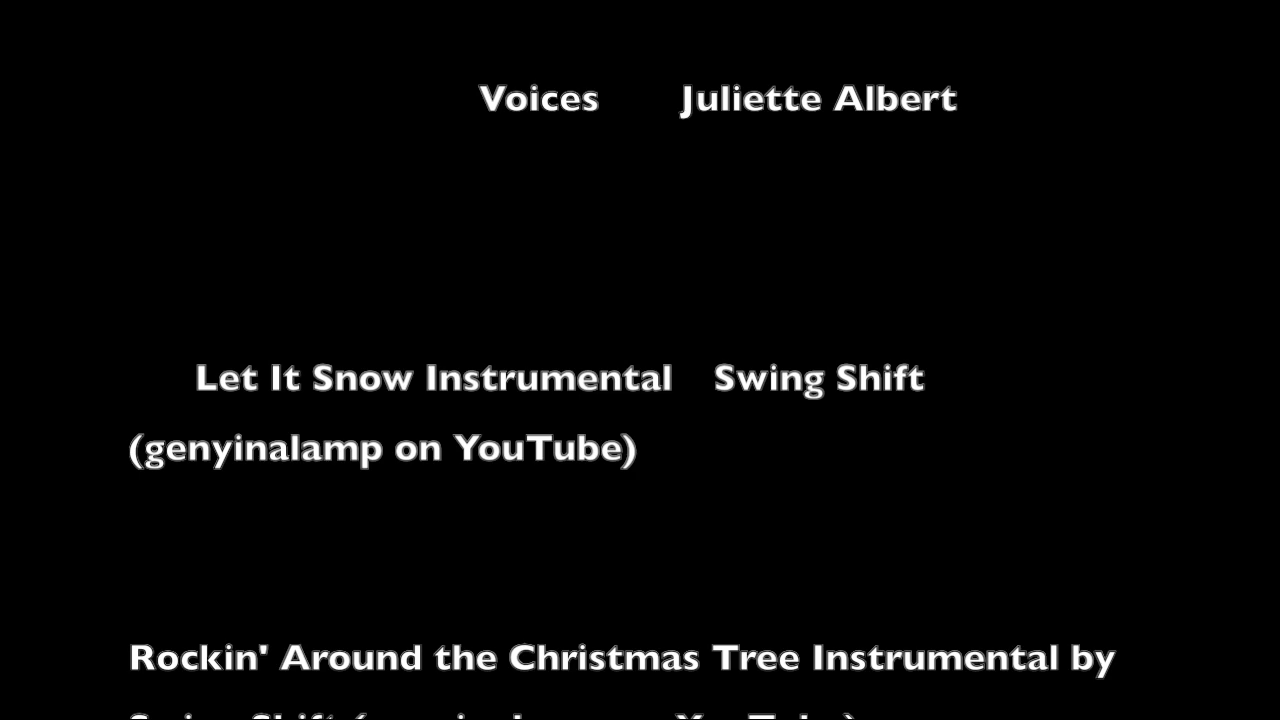 Voices Juliette Albert
Let It Snow Instrumental Swing Shift
(genyinalamp on YouTube)
Rockin' Around the Christmas Tree Instrumental by